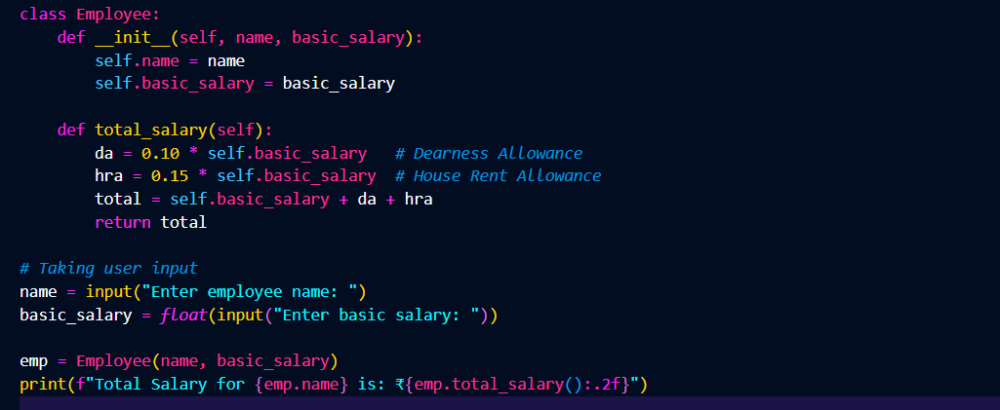 class Employee:
    def __init__(self, name, basic_salary):
        self.name = name
        self.basic_salary = basic_salary

    def total_salary(self):
        da = 0.10 * self.basic_salary   # Dearness Allowance
        hra = 0.15 * self.basic_salary  # House Rent Allowance
        total = self.basic_salary + da + hra
        return total

# Taking user input
name = input("Enter employee name: ")
basic_salary = float(input("Enter basic salary: "))

emp = Employee(name, basic_salary)
print(f"Total Salary for {emp.name} is: ₹{emp.total_salary():.2f}")